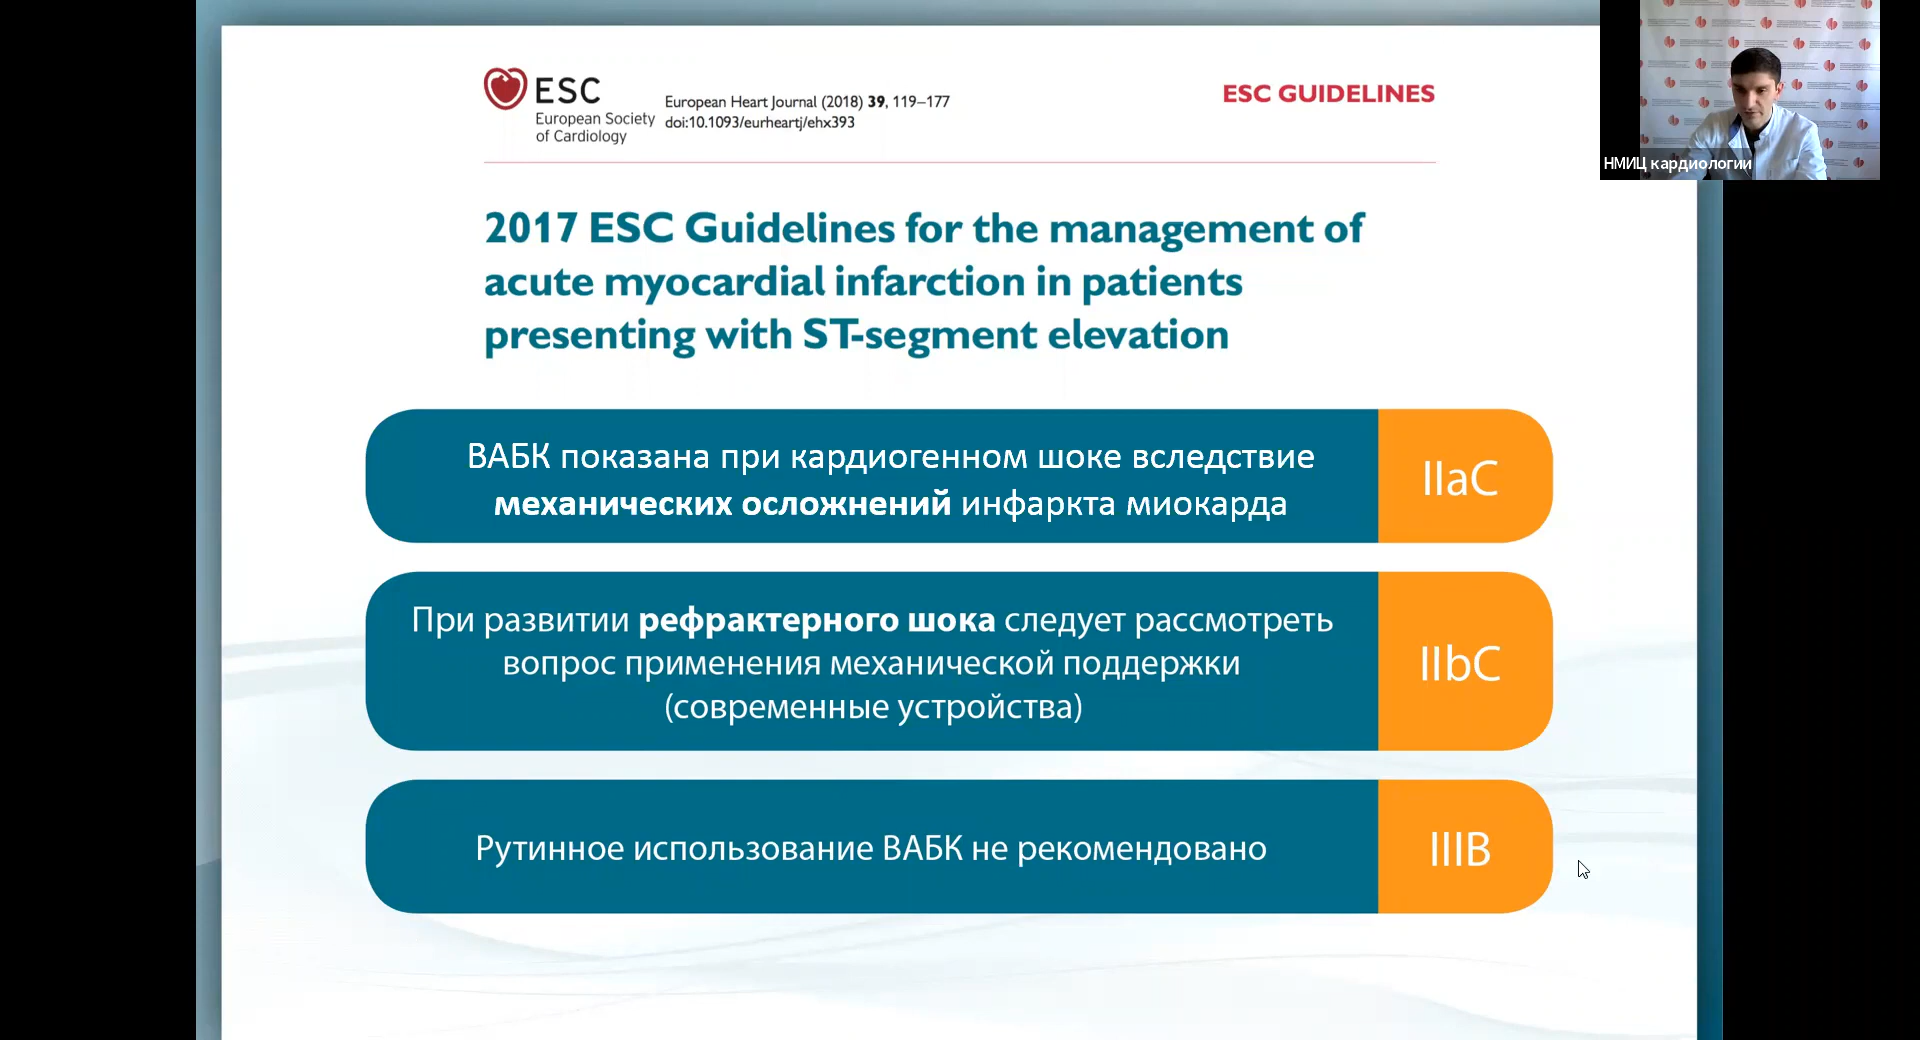 ESC
European Society
of Cardiology
European Heart Journal (2018) 39, 119–177
doi:10.1093/eurheartj/ehx393
ESC GUIDELINES
НМИЦ кардиологии
2017 ESC Guidelines for the management of
acute myocardial infarction in patients
presenting with ST-segment elevation
ВАБК показана при кардиогенном шоке вследствие
механических осложнений инфаркта миокарда
IIaC
При развитии рефрактерного шока следует рассмотреть
вопрос применения механической поддержки
(современные устройства)
IIbC
Рутинное использование ВАБК не рекомендовано
IIIB